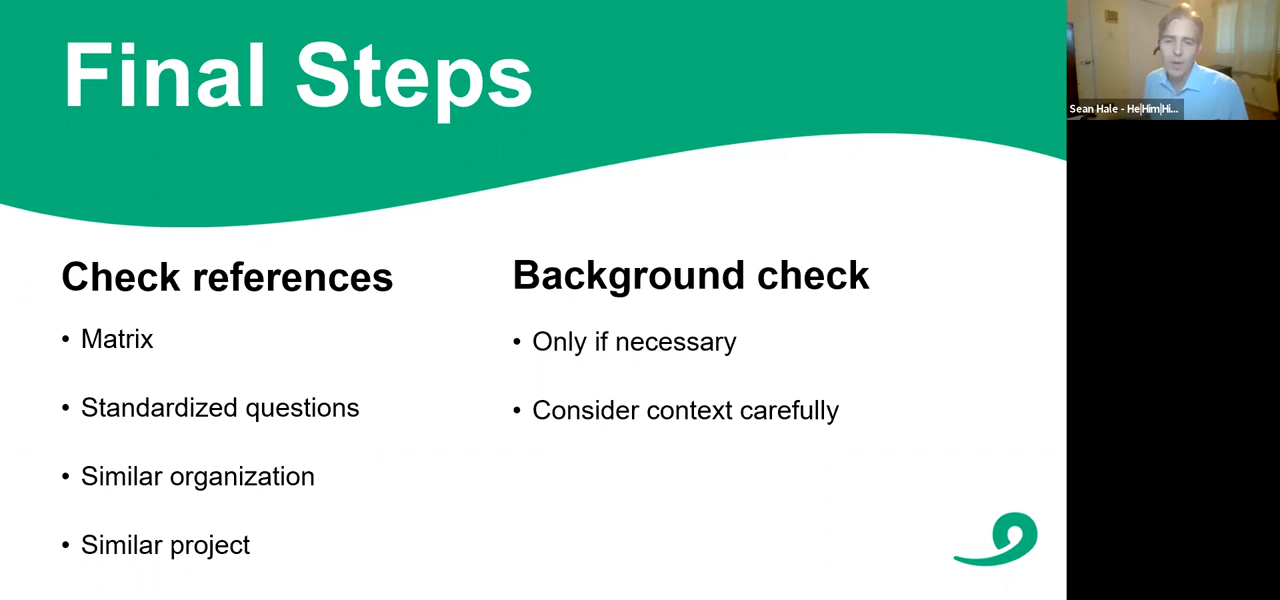 Final Steps
Check references
• Matrix
• Standardized questions
• Similar organization
• Similar project
Background check
• Only if necessary
• Consider context carefully
Sean Hale - He|Him|Hi...